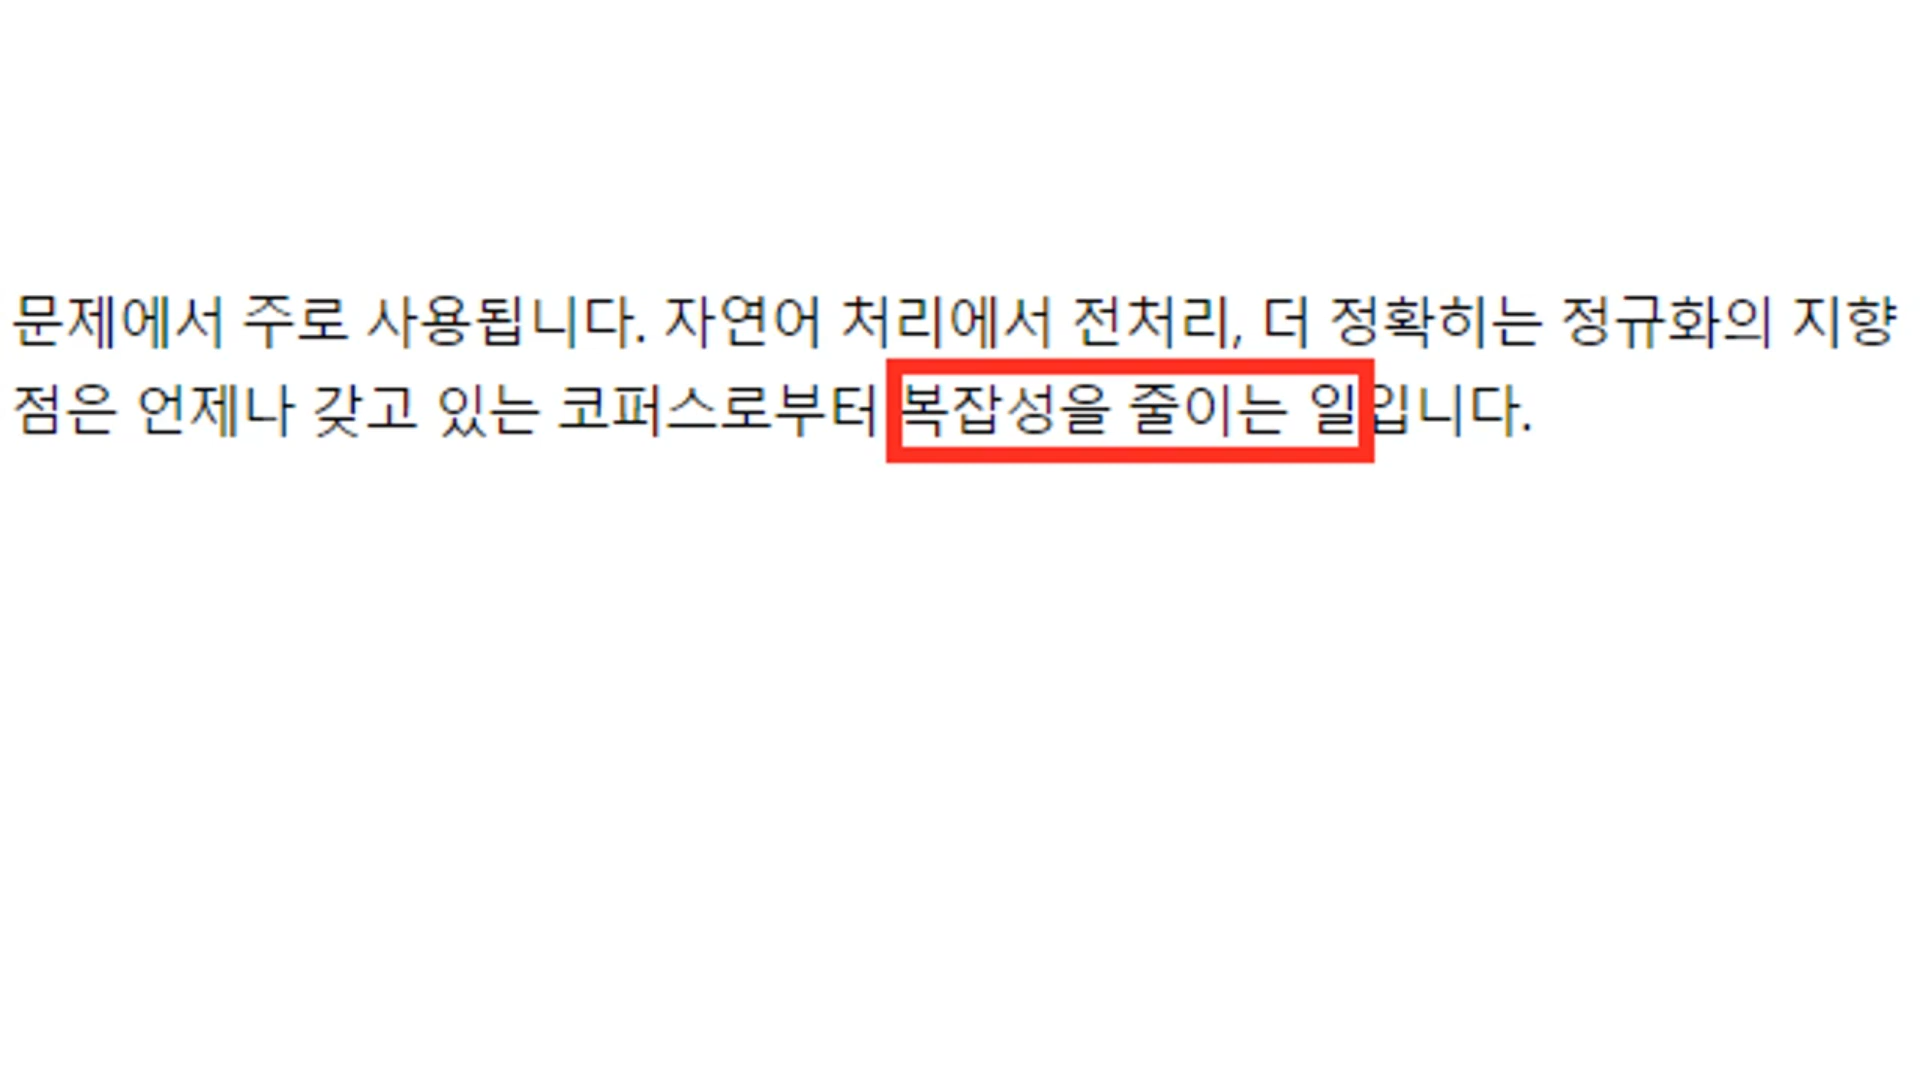 문제에서 주로 사용됩니다. 자연어 처리에서 전처리, 더 정확히는 정규화의 지향
점은 언제나 갖고 있는 코퍼스로부터 복잡성을 줄이는 일입니다.